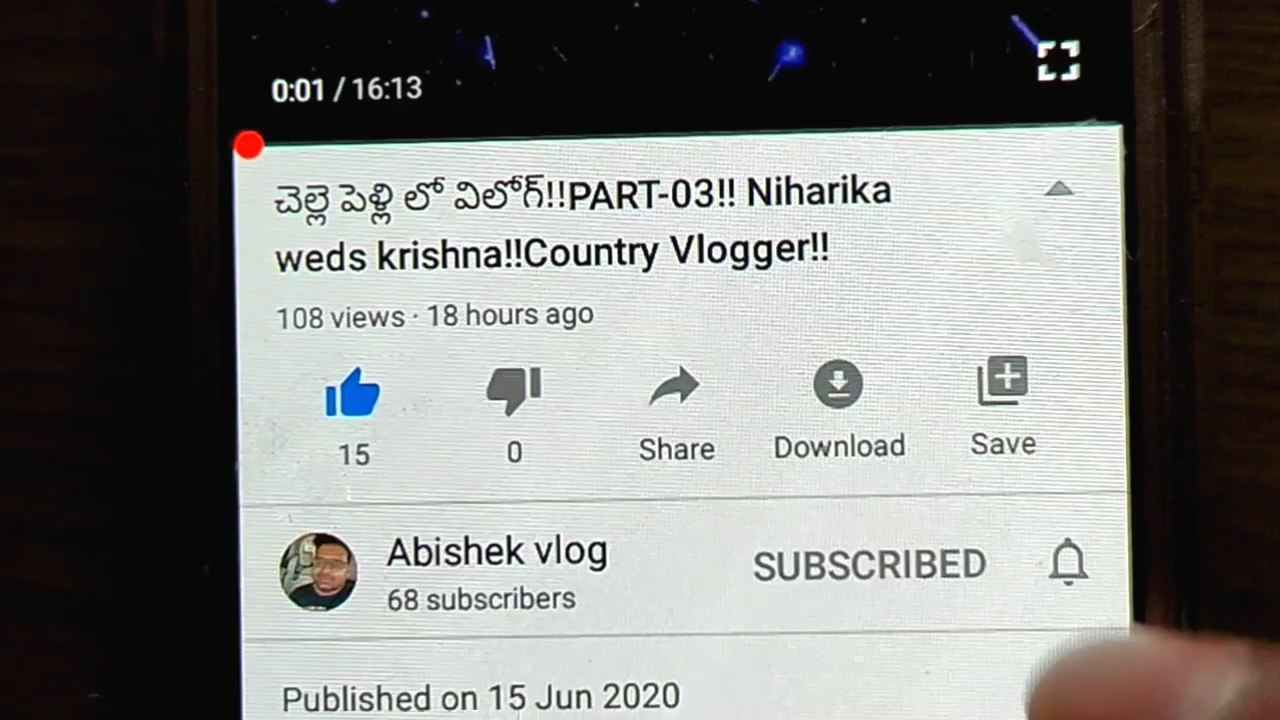 0:01 / 16:13
చెల్లె పెళ్లి లో విలోగ్!!PART-03!! Niharika
weds krishna!!Country Vlogger!!
108 views · 18 hours ago
15
0
Share
Download
Save
Abishek vlog
SUBSCRIBED
68 subscribers
Published on 15 Jun 2020